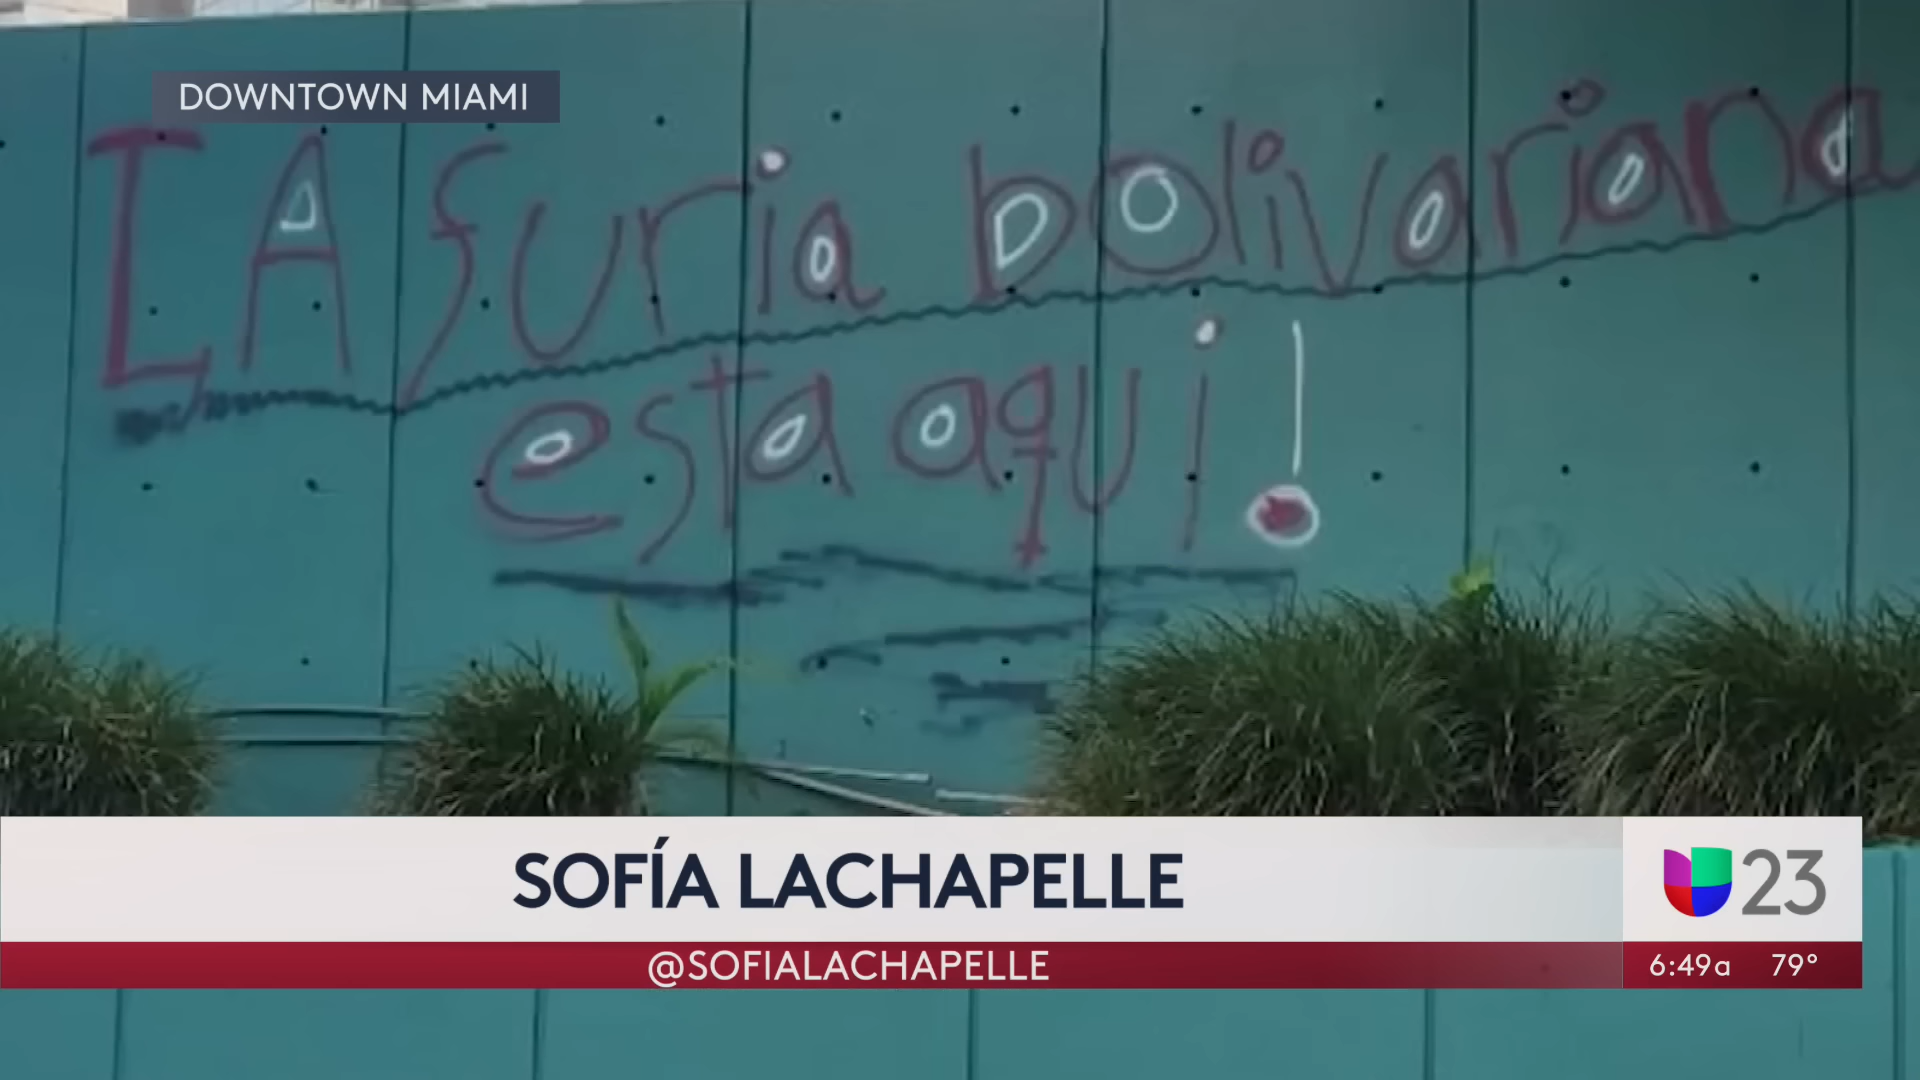 DOWNTOWN MIAMI
LA furia bolivariana
esta aqui!
SOFÍA LACHAPELLE
23
@SOFIALACHAPELLE
6:49a 79°